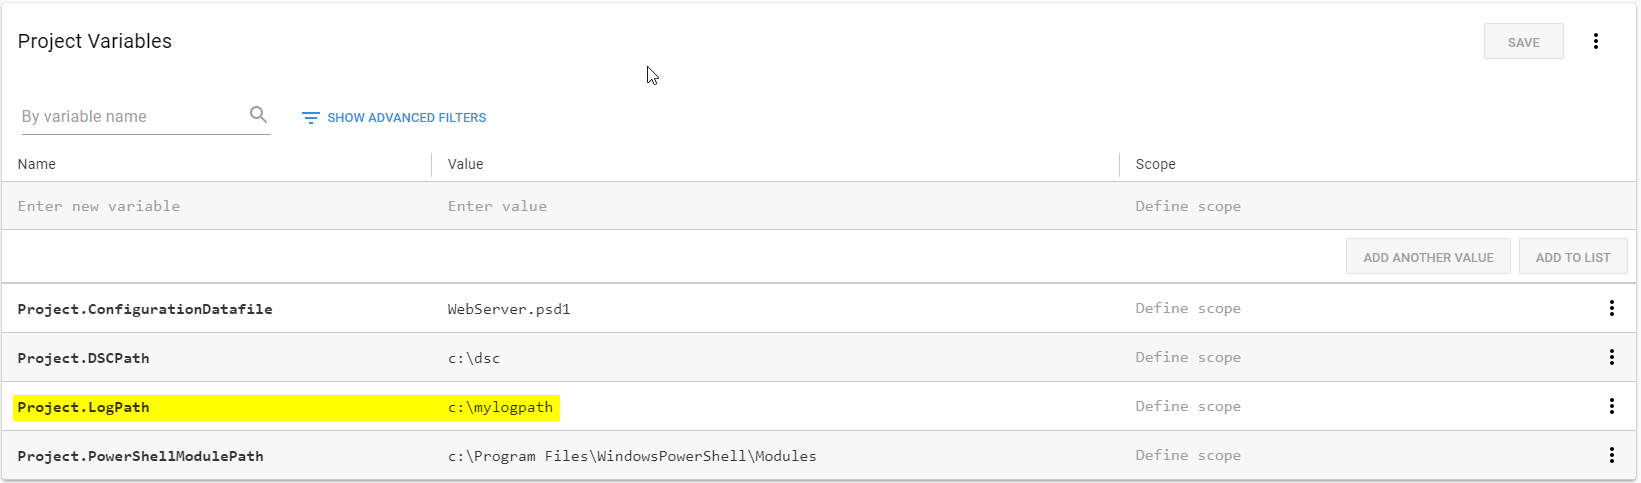 Project Variables
SAVE
By variable name
SHOW ADVANCED FILTERS
Name Value Scope
Enter new variable Enter value Define scope
ADD ANOTHER VALUE ADD TO LIST
Project.ConfigurationDatafile WebServer.psd1 Define scope
Project.DSCPath c:\dsc Define scope
Project.LogPath c:\mylogpath Define scope
Project.PowerShellModulePath c:\Program Files\WindowsPowerShell\Modules Define scope